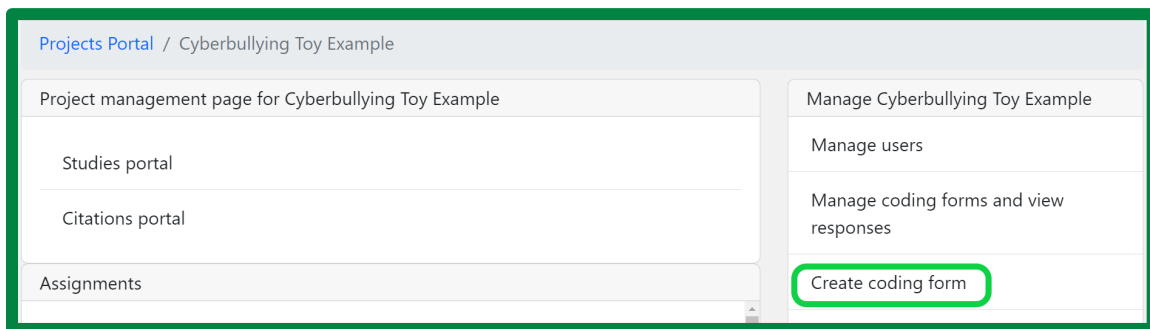 Projects Portal / Cyberbullying Toy Example
Project management page for Cyberbullying Toy Example
Studies portal
Citations portal
Assignments
Manage Cyberbullying Toy Example
Manage users
Manage coding forms and view
responses
Create coding form